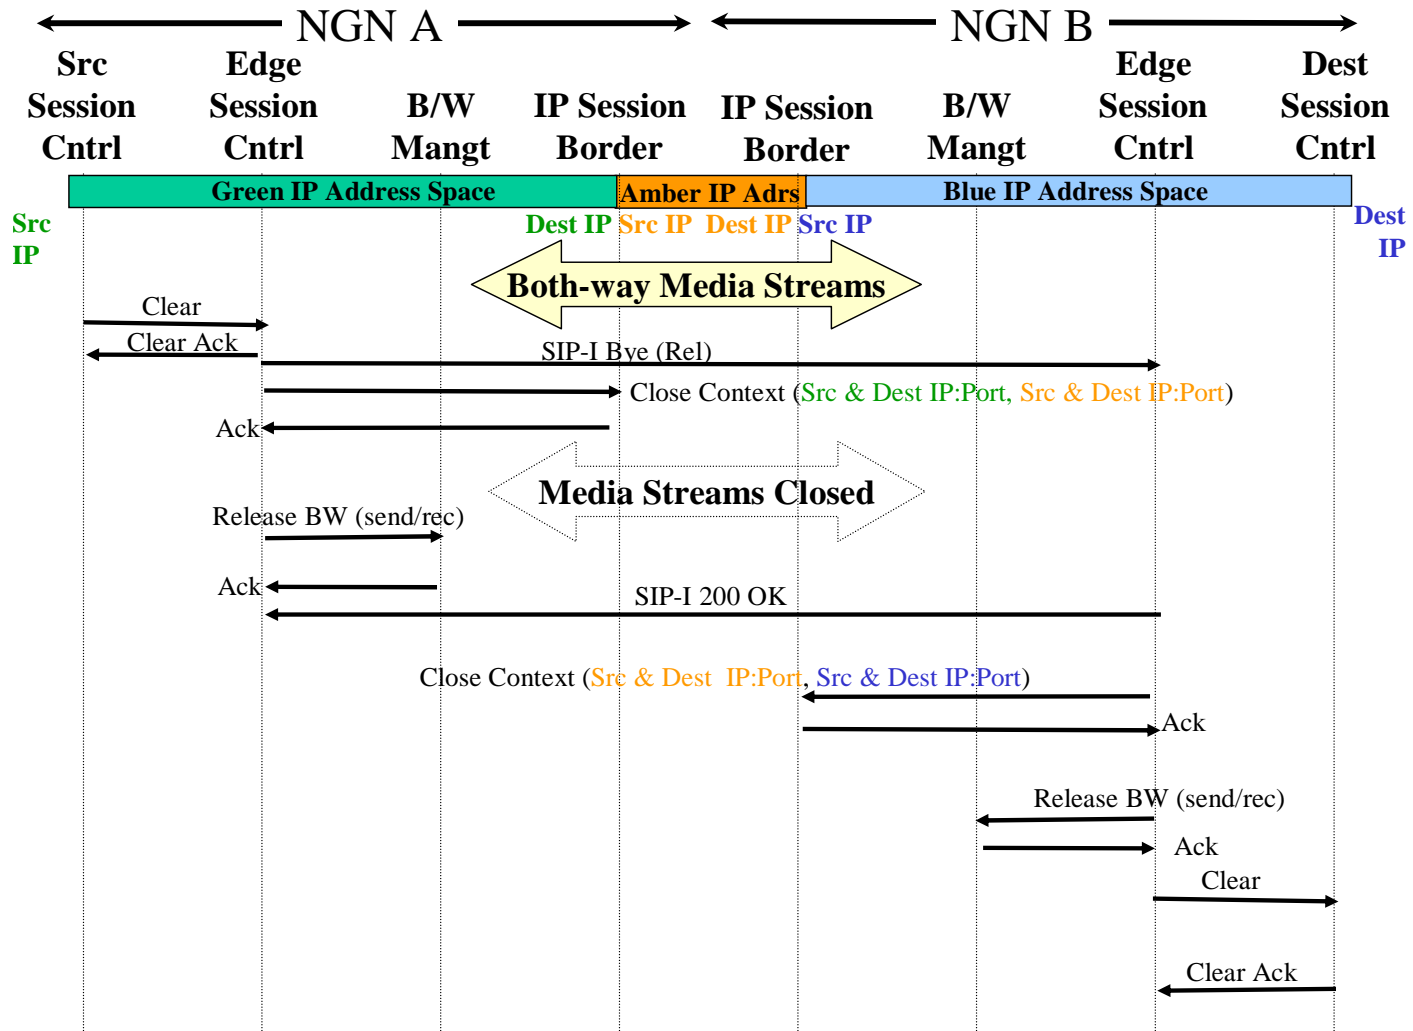 NGN A NGN B
Src Session Cntrl
Edge Session Cntrl
B/W Mangt
IP Session Border
IP Session Border
B/W Mangt
Edge Session Cntrl
Dest Session Cntrl
Green IP Address Space Amber IP Adrs Blue IP Address Space
Src IP
Dest IP Src IP Dest IP Src IP
Dest IP
Both-way Media Streams
Clear
Clear Ack
SIP-I Bye (Rel)
Close Context (Src & Dest IP:Port, Src & Dest IP:Port)
Ack
Media Streams Closed
Release BW (send/rec)
Ack
SIP-I 200 OK
Close Context (Src & Dest IP:Port, Src & Dest IP:Port)
Ack
Release BW (send/rec)
Ack
Clear
Clear Ack